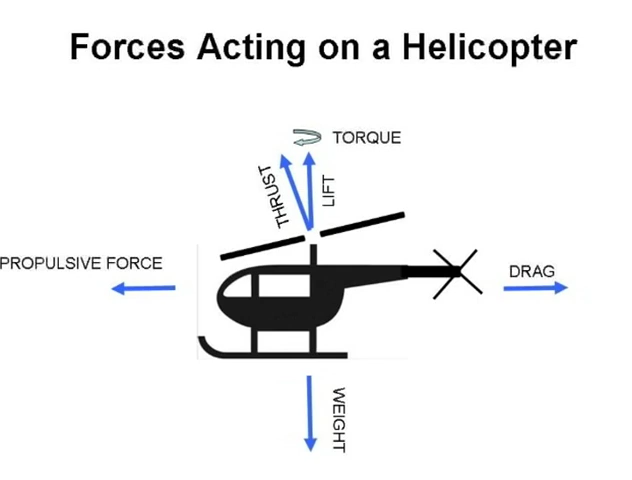 Forces Acting on a Helicopter
TORQUE
THRUST
LIFT
PROPULSIVE FORCE
DRAG
WEIGHT